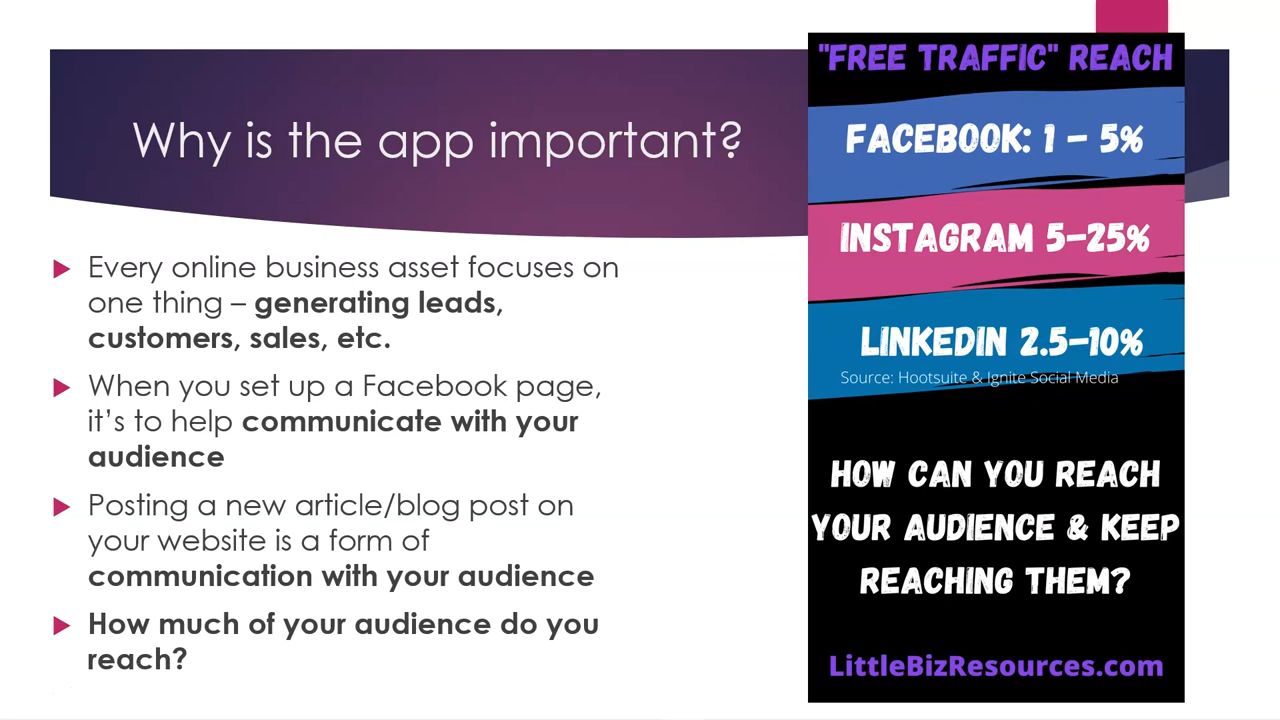 Why is the app important?
Every online business asset focuses on
one thing – generating leads,
customers, sales, etc.
When you set up a Facebook page,
it's to help communicate with your
audience
Posting a new article/blog post on
your website is a form of
communication with your audience
How much of your audience do you
reach?
"FREE TRAFFIC" REACH
FACEBOOK: 1 – 5%
INSTAGRAM 5–25%
LINKEDIN 2.5–10%
Source: Hootsuite & Ignite Social Media
HOW CAN YOU REACH
YOUR AUDIENCE & KEEP
REACHING THEM?
LittleBizResources.com